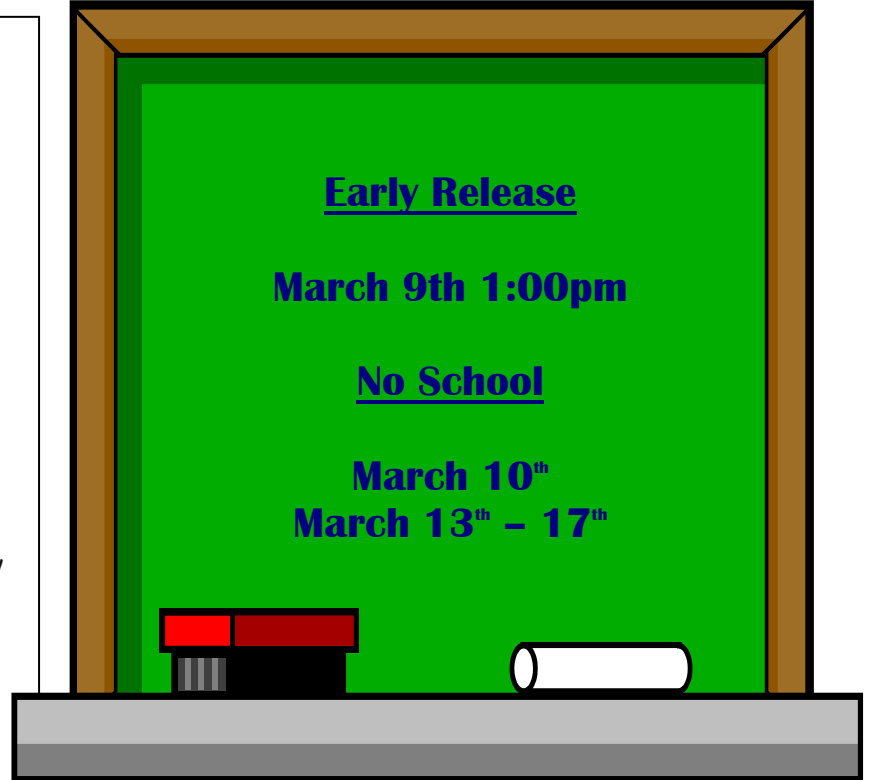 Early Release
March 9th 1:00pm
No School
March 10th
March 13th – 17th